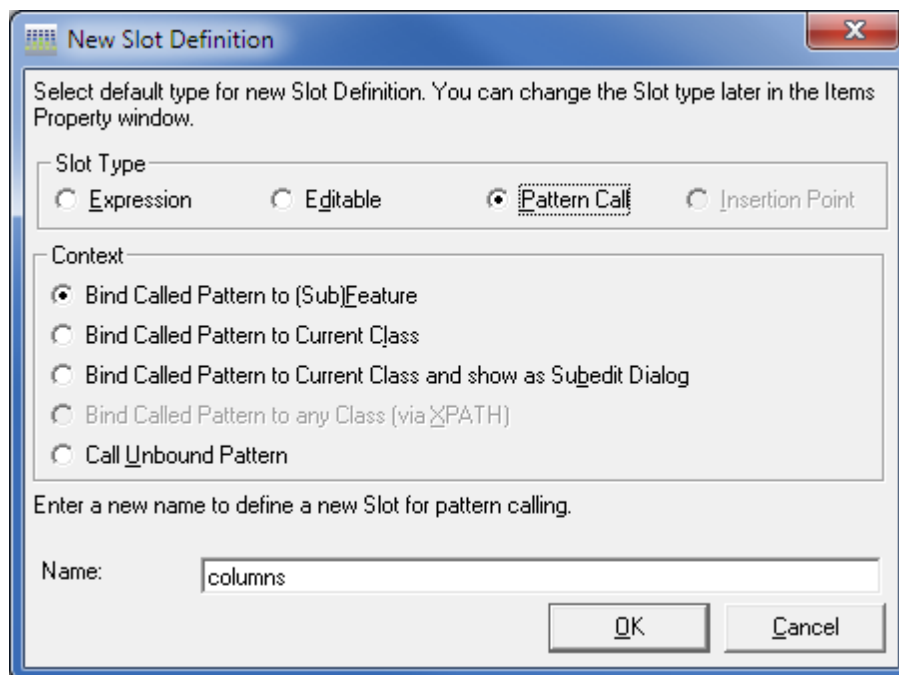 New Slot Definition
Select default type for new Slot Definition. You can change the Slot type later in the Items
Property window.
Slot Type
Expression Editable Pattern Call Insertion Point
Context
Bind Called Pattern to (Sub)Feature
Bind Called Pattern to Current Class
Bind Called Pattern to Current Class and show as Subedit Dialog
Bind Called Pattern to any Class (via XPATH)
Call Unbound Pattern
Enter a new name to define a new Slot for pattern calling.
Name: columns
OK Cancel